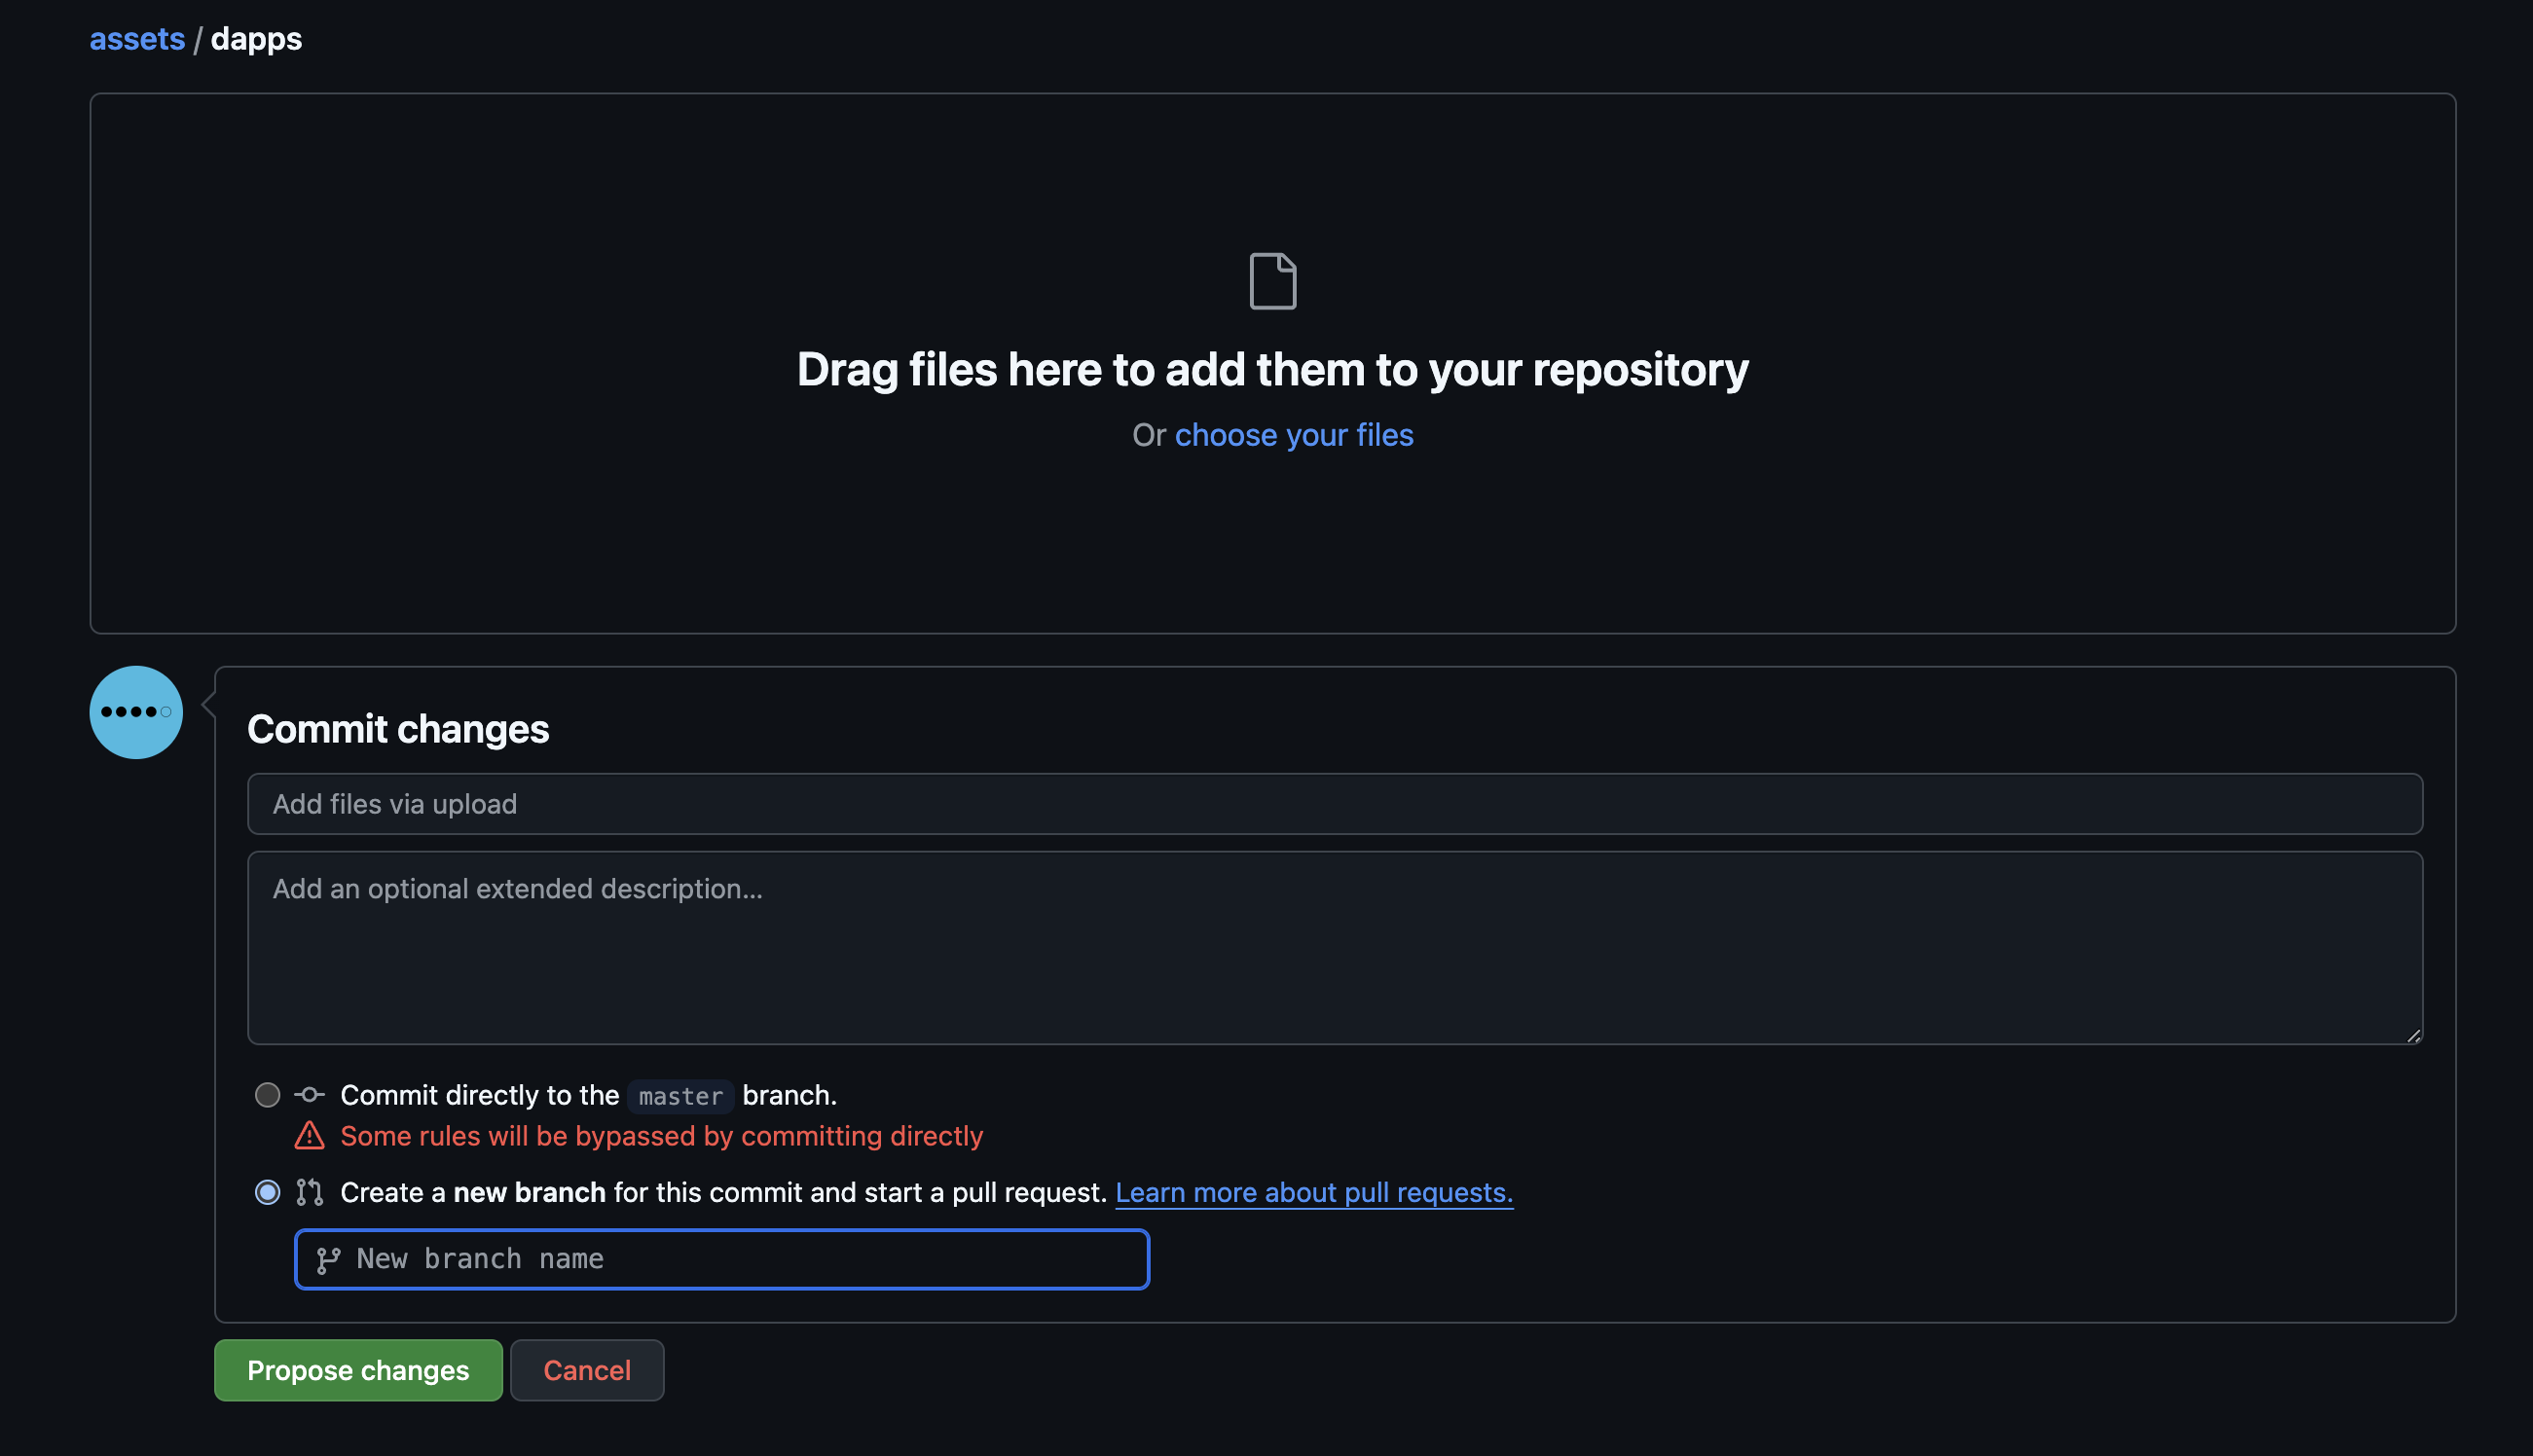 assets / dapps
Drag files here to add them to your repository
Or choose your files
Commit changes
Add files via upload
Add an optional extended description...
Commit directly to the master branch.
Some rules will be bypassed by committing directly
Create a new branch for this commit and start a pull request. Learn more about pull requests.
New branch name
Propose changes
Cancel